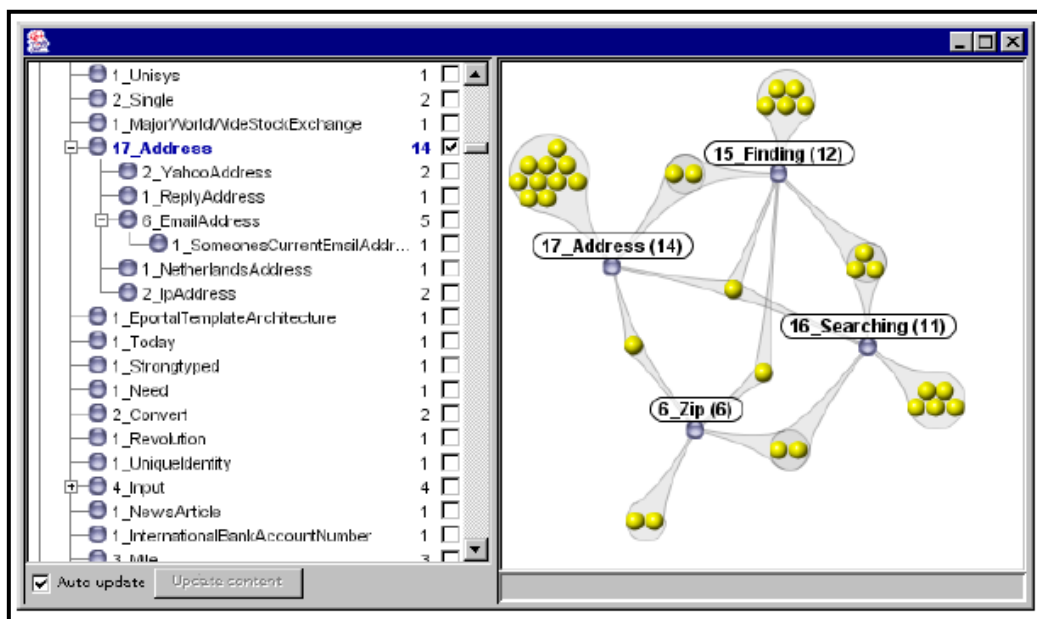 1_Unisys 1
2_Single 2
1_MajorWorldWideStockExchange 1
17_Address 14
2_YahooAddress 2
1_ReplyAddress 1
6_EmailAddress 5
1_SomeonesCurrentEmailAddr... 1
1_NetherlandsAddress 1
2_IpAddress 2
1_EportalTemplateArchitecture 1
1_Today 1
1_Strongtyped 1
1_Need 1
2_Convert 2
1_Revolution 1
1_UniqueIdentity 1
4_Input 4
1_NewsArticle 1
1_InternationalBankAccountNumber 1
3_Mile 3
Auto update Update content
15_Finding (12)
17_Address (14)
16_Searching (11)
6_Zip (6)